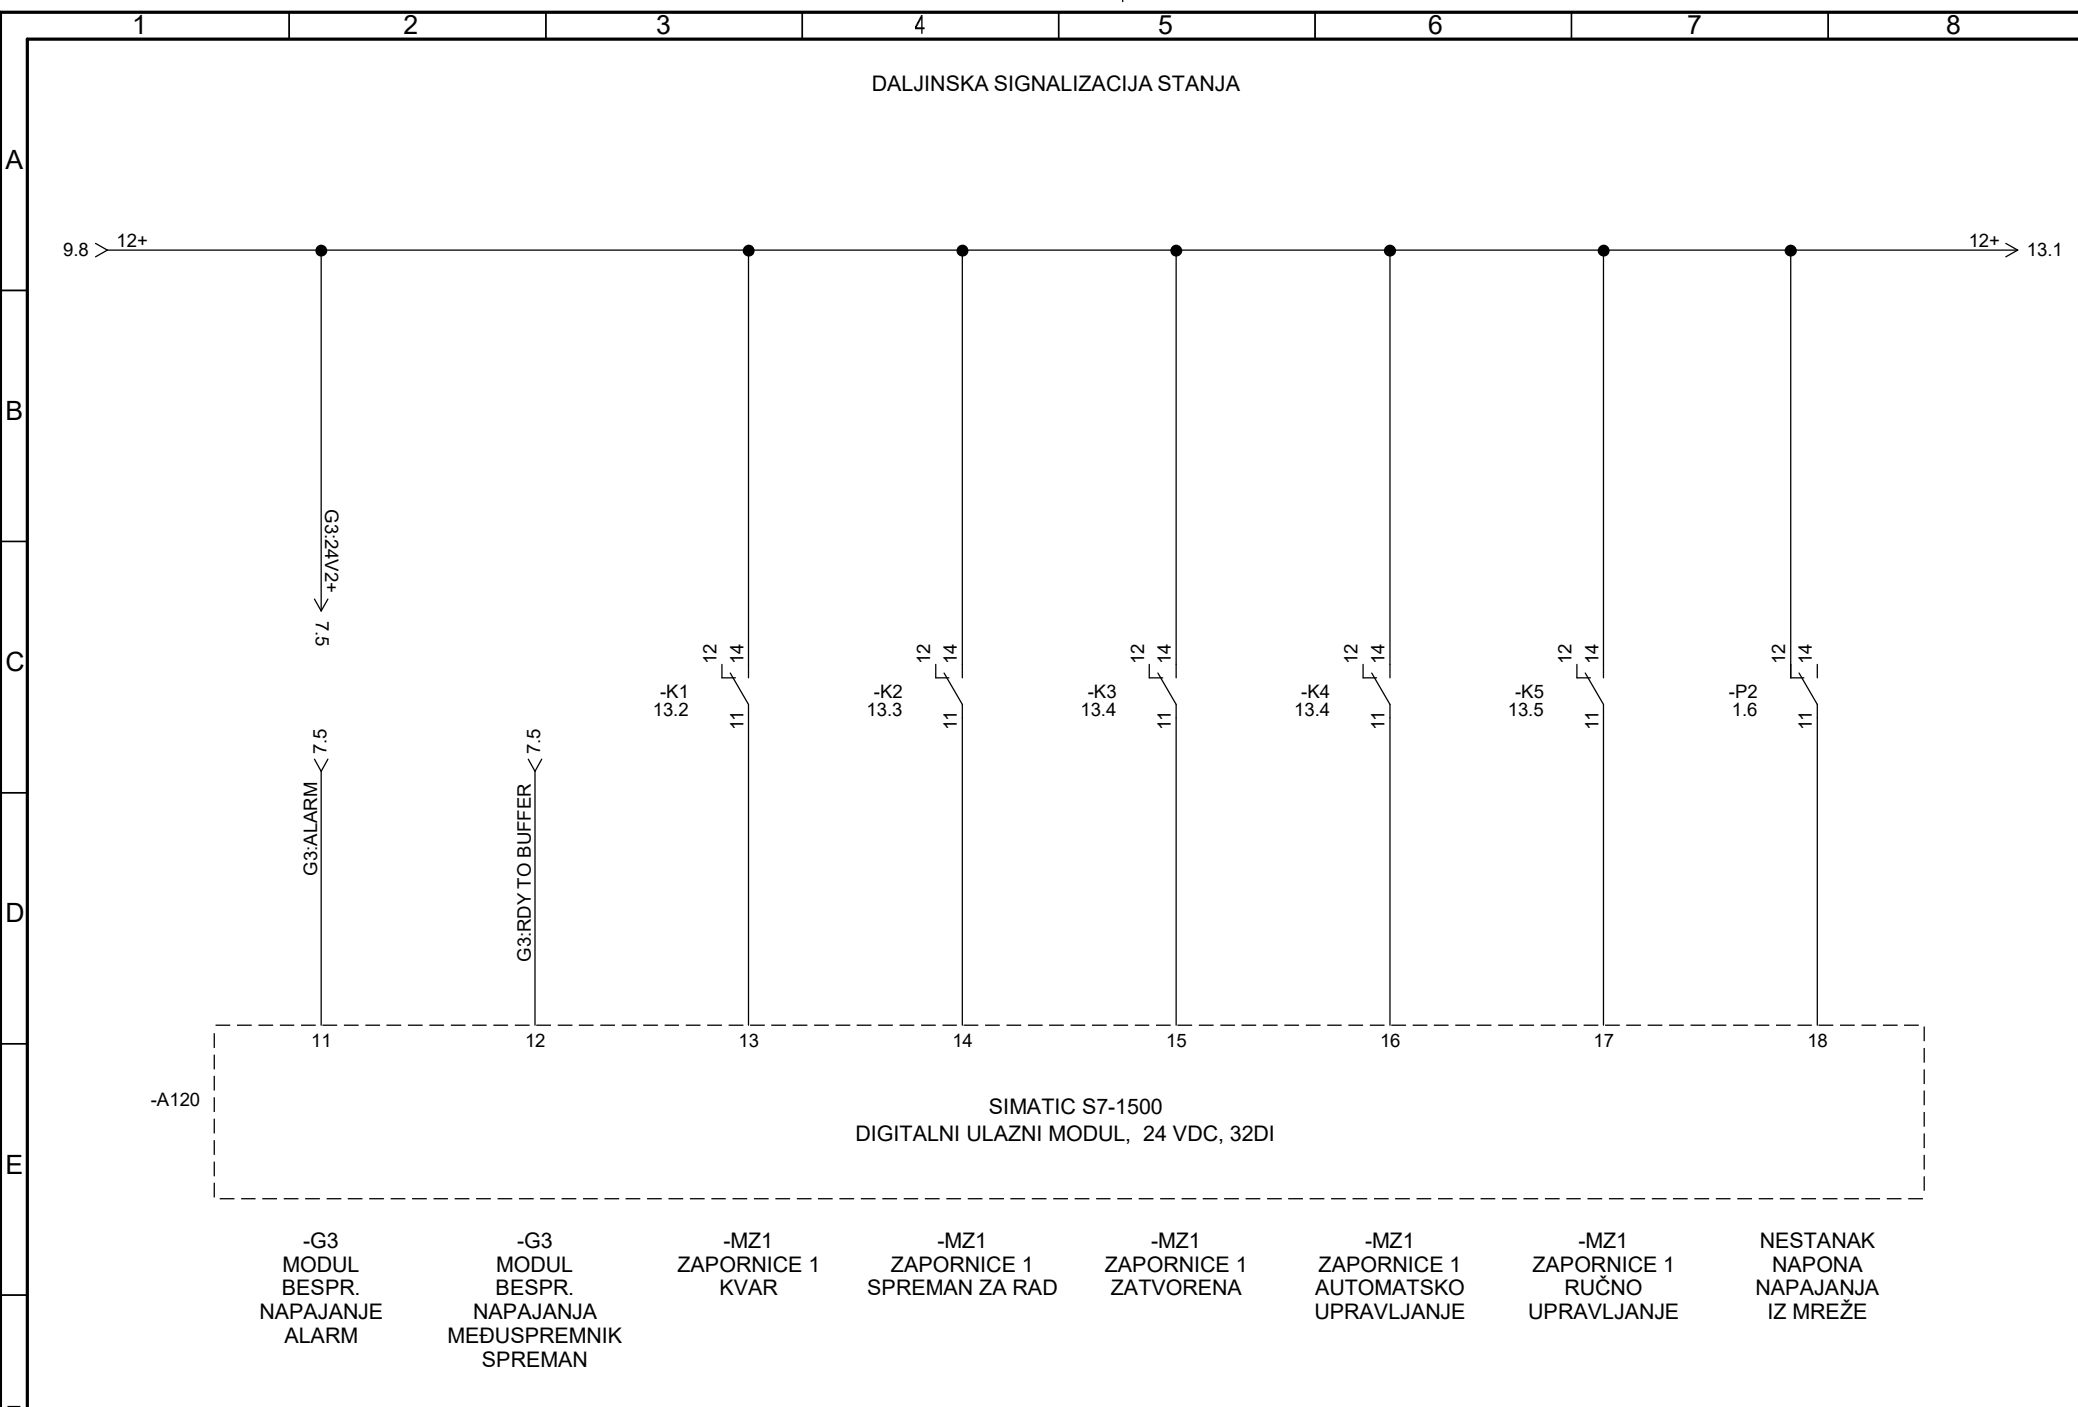 1 2 3 4 5 6 7 8
DALJINSKA SIGNALIZACIJA STANJA
A
9.8 12+ 12+ 13.1
B
G3:24V2+
7.5
C
12 14 12 14 12 14 12 14 12 14 12 14
-K1 -K2 -K3 -K4 -K5 -P2
13.2 13.3 13.4 13.4 13.5 1.6
11 11 11 11 11 11
7.5 7.5
G3:ALARM
G3:RDY TO BUFFER
D
11 12 13 14 15 16 17 18
-A120
SIMATIC S7-1500
DIGITALNI ULAZNI MODUL, 24 VDC, 32DI
E
-G3
MODUL
BESPR.
NAPAJANJE
ALARM
-G3
MODUL
BESPR.
NAPAJANJA
MEĐUSPREMNIK
SPREMAN
-MZ1
ZAPORNICE 1
KVAR
-MZ1
ZAPORNICE 1
SPREMAN ZA RAD
-MZ1
ZAPORNICE 1
ZATVORENA
-MZ1
ZAPORNICE 1
AUTOMATSKO
UPRAVLJANJE
-MZ1
ZAPORNICE 1
RUČNO
UPRAVLJANJE
NESTANAK
NAPONA
NAPAJANJA
IZ MREŽE